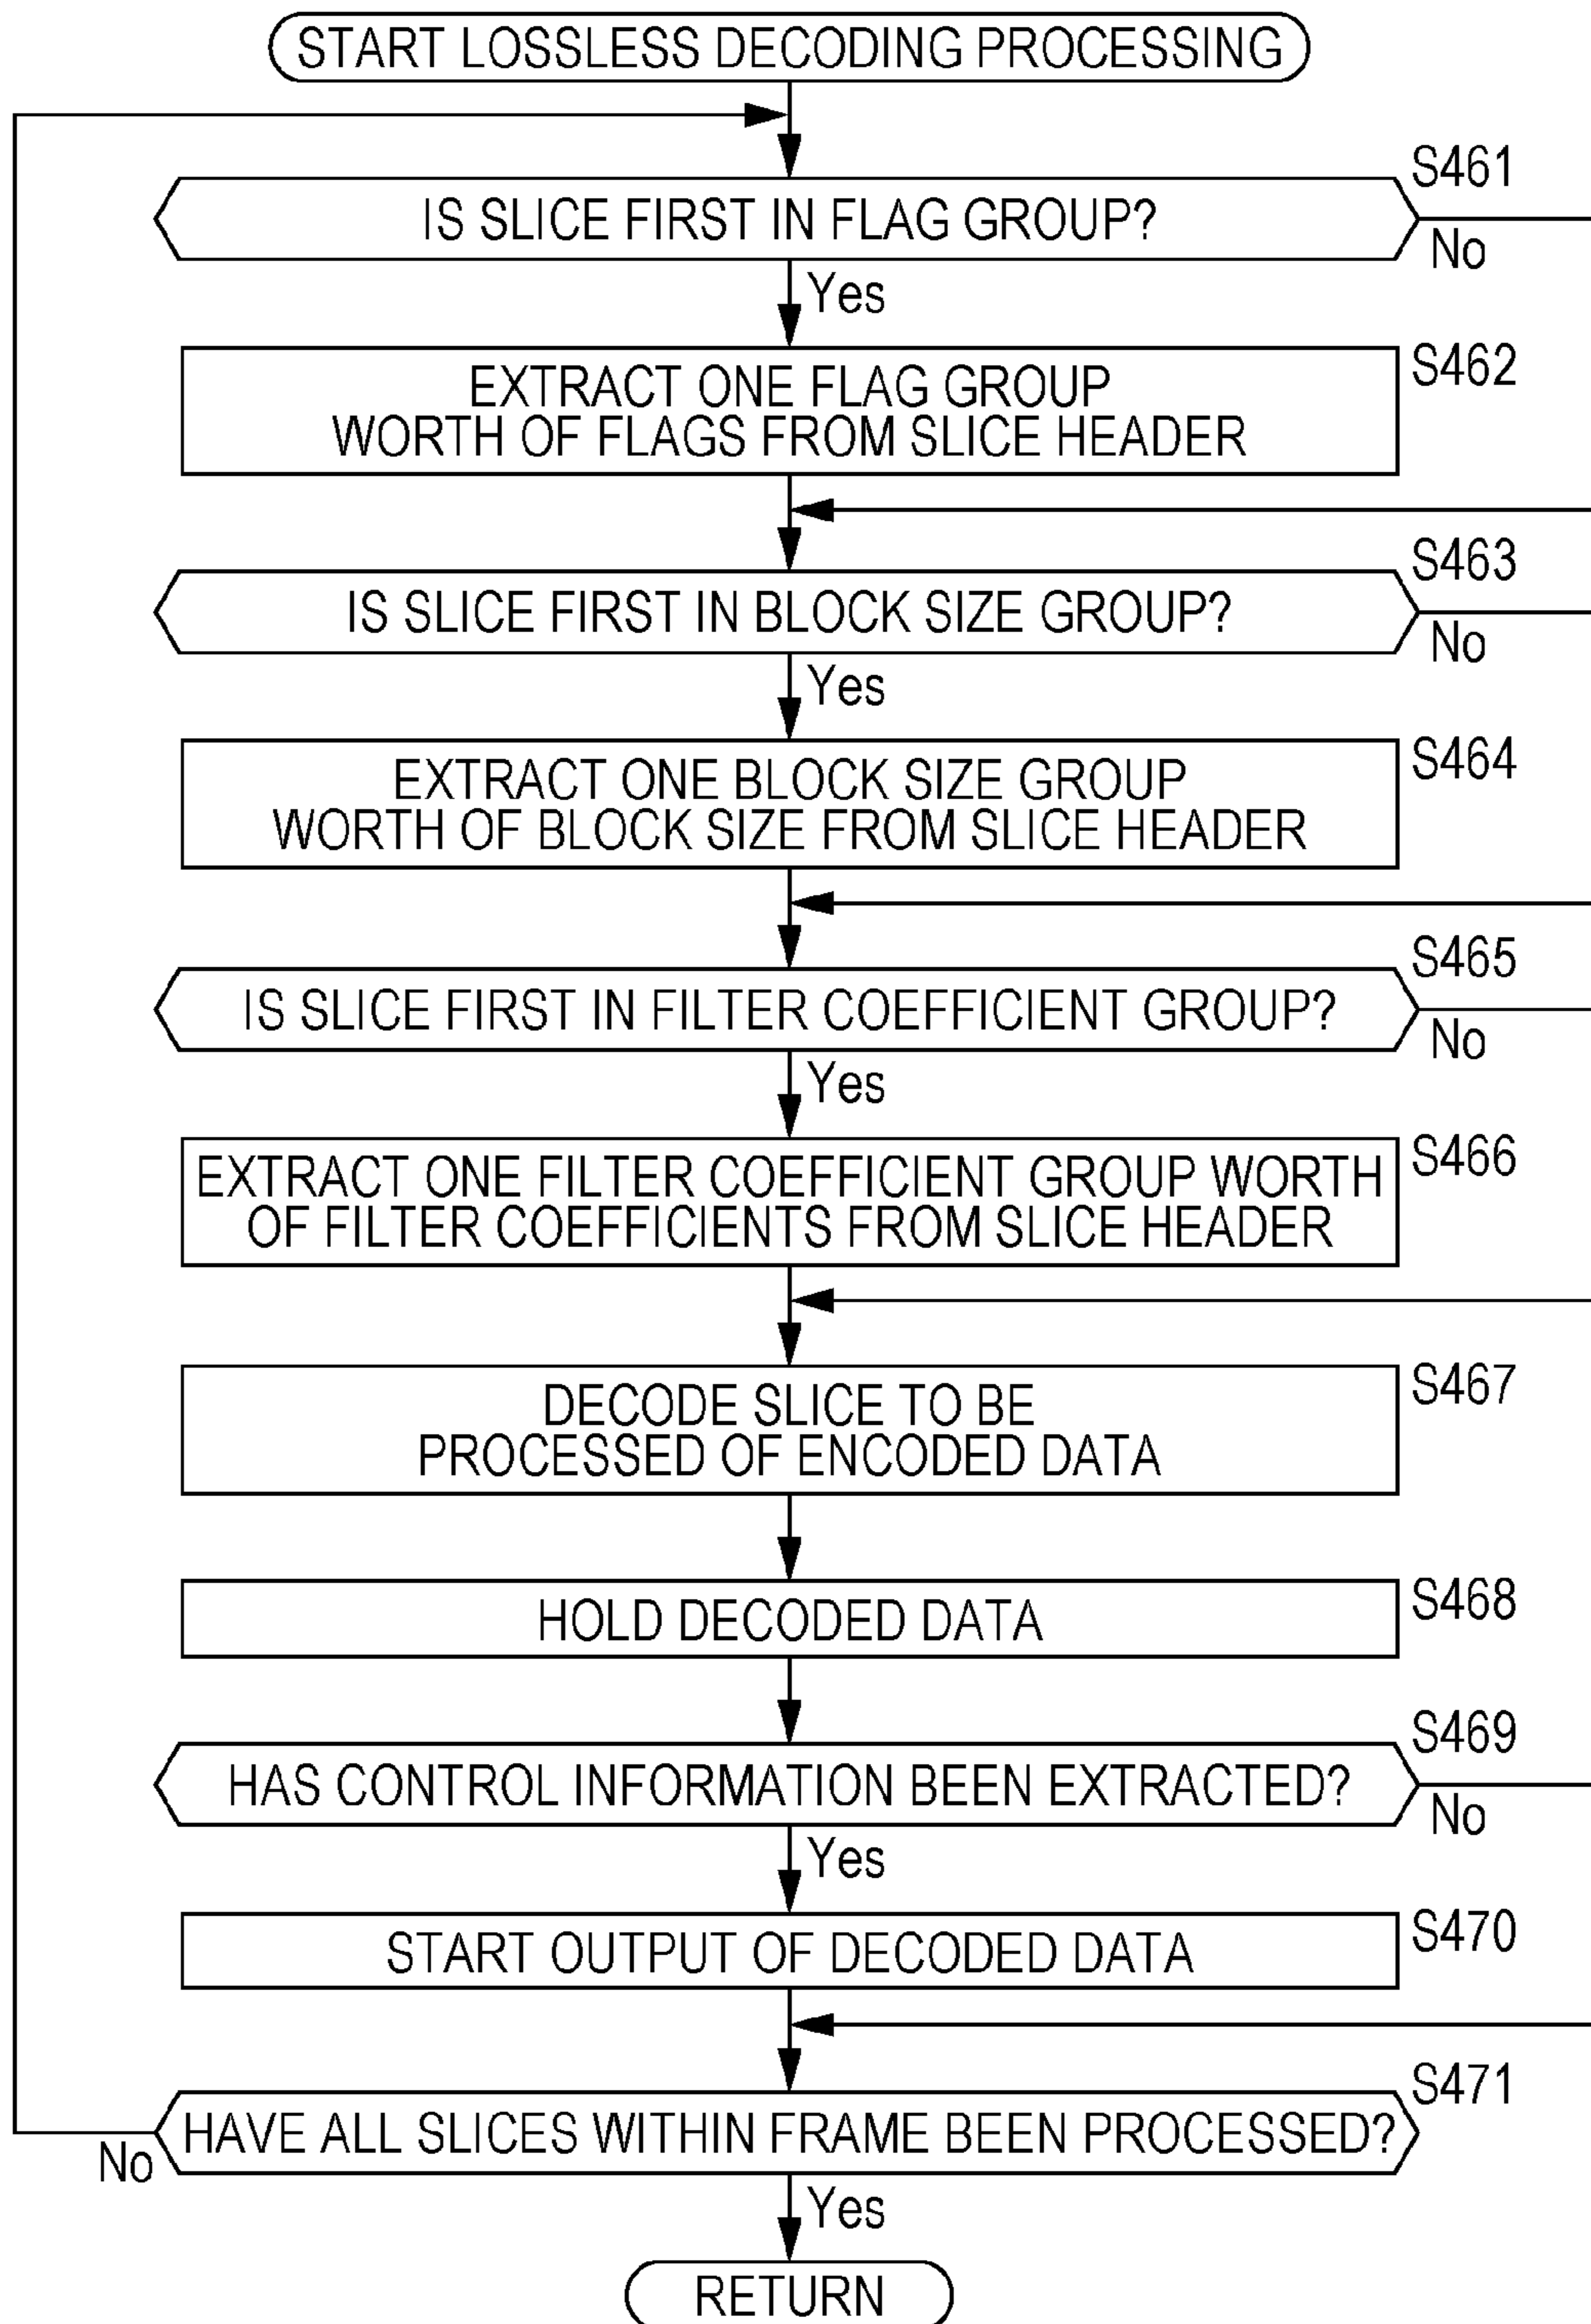 START LOSSLESS DECODING PROCESSING
S461
IS SLICE FIRST IN FLAG GROUP?
No
Yes
S462
EXTRACT ONE FLAG GROUP
WORTH OF FLAGS FROM SLICE HEADER
S463
IS SLICE FIRST IN BLOCK SIZE GROUP?
No
Yes
S464
EXTRACT ONE BLOCK SIZE GROUP
WORTH OF BLOCK SIZE FROM SLICE HEADER
S465
IS SLICE FIRST IN FILTER COEFFICIENT GROUP?
No
Yes
S466
EXTRACT ONE FILTER COEFFICIENT GROUP WORTH
OF FILTER COEFFICIENTS FROM SLICE HEADER
S467
DECODE SLICE TO BE
PROCESSED OF ENCODED DATA
S468
HOLD DECODED DATA
S469
HAS CONTROL INFORMATION BEEN EXTRACTED?
No
Yes
S470
START OUTPUT OF DECODED DATA
S471
HAVE ALL SLICES WITHIN FRAME BEEN PROCESSED?
No
Yes
RETURN